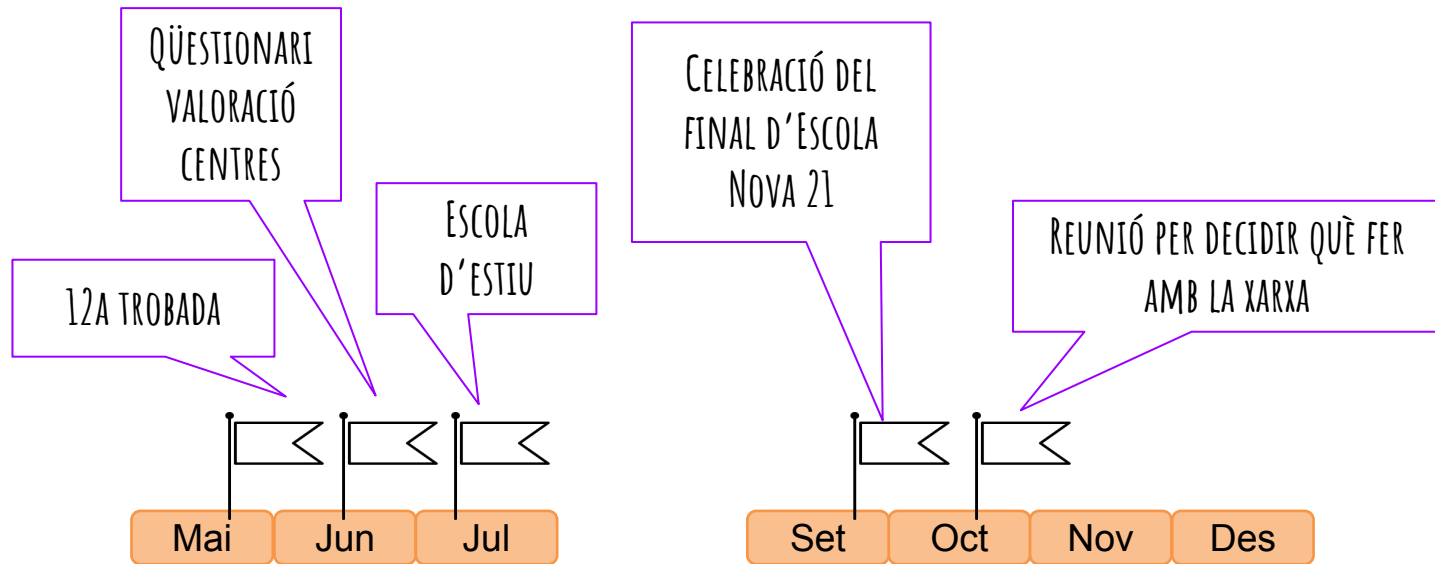 Qüestionari
valoració
centres
Celebració del
final d’Escola
Nova 21
Escola
d’estiu
Reunió per decidir què fer
amb la xarxa
12a trobada
Mai
Jun
Jul
Set
Oct
Nov
Des